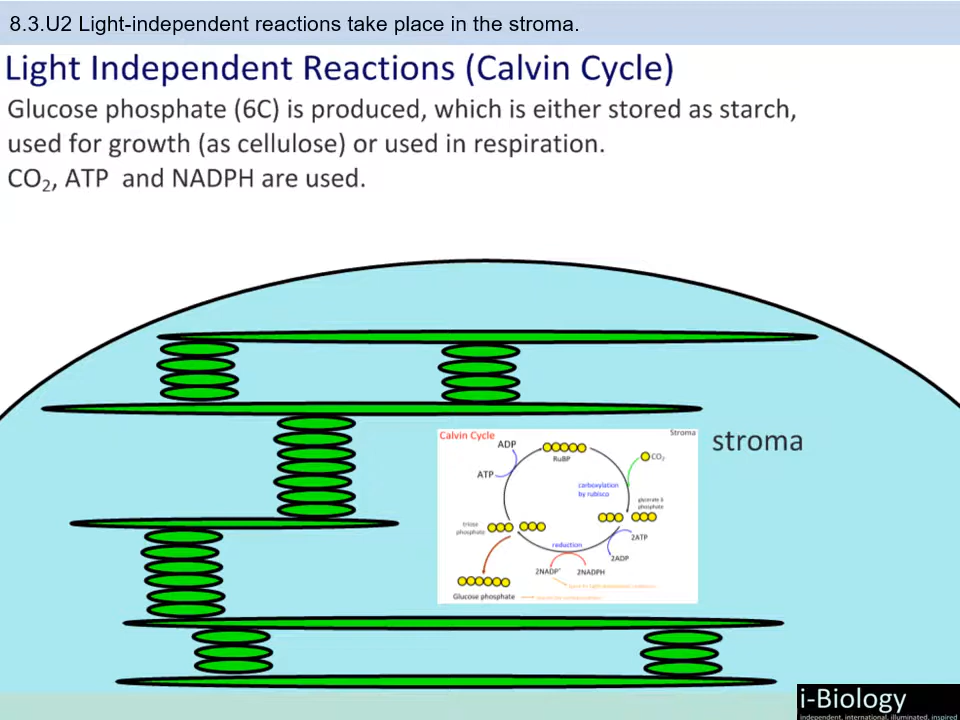 8.3.U2 Light-independent reactions take place in the stroma.
Light Independent Reactions (Calvin Cycle)
Glucose phosphate (6C) is produced, which is either stored as starch,
used for growth (as cellulose) or used in respiration.
CO₂, ATP and NADPH are used.
stroma
Calvin Cycle
Stroma
ADP
RuBP
CO₂
ATP
carboxylation
by rubisco
glycerate 3
phosphate
triose
phosphate
2ATP
reduction
2ADP
2NADP⁺
2NADPH
Glucose phosphate
i-Biology
independent, international, illuminated, inspired